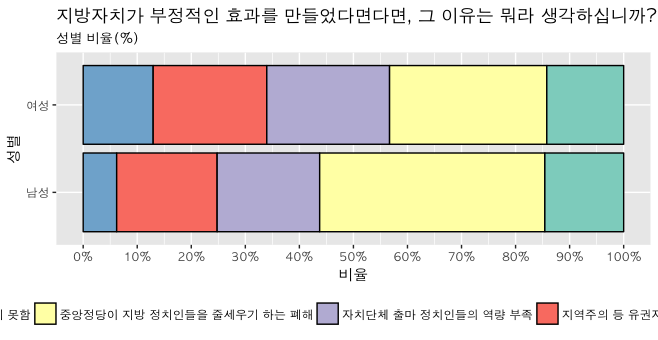 지방자치가 부정적인 효과를 만들었다면다면, 그 이유는 뭐라 생각하십니까?
성별 비율(%)
여성
남성
성별
0% 10% 20% 30% 40% 50% 60% 70% 80% 90% 100%
비율
못함 중앙정당이 지방 정치인들을 줄세우기 하는 폐해 자치단체 출마 정치인들의 역량 부족 지역주의 등